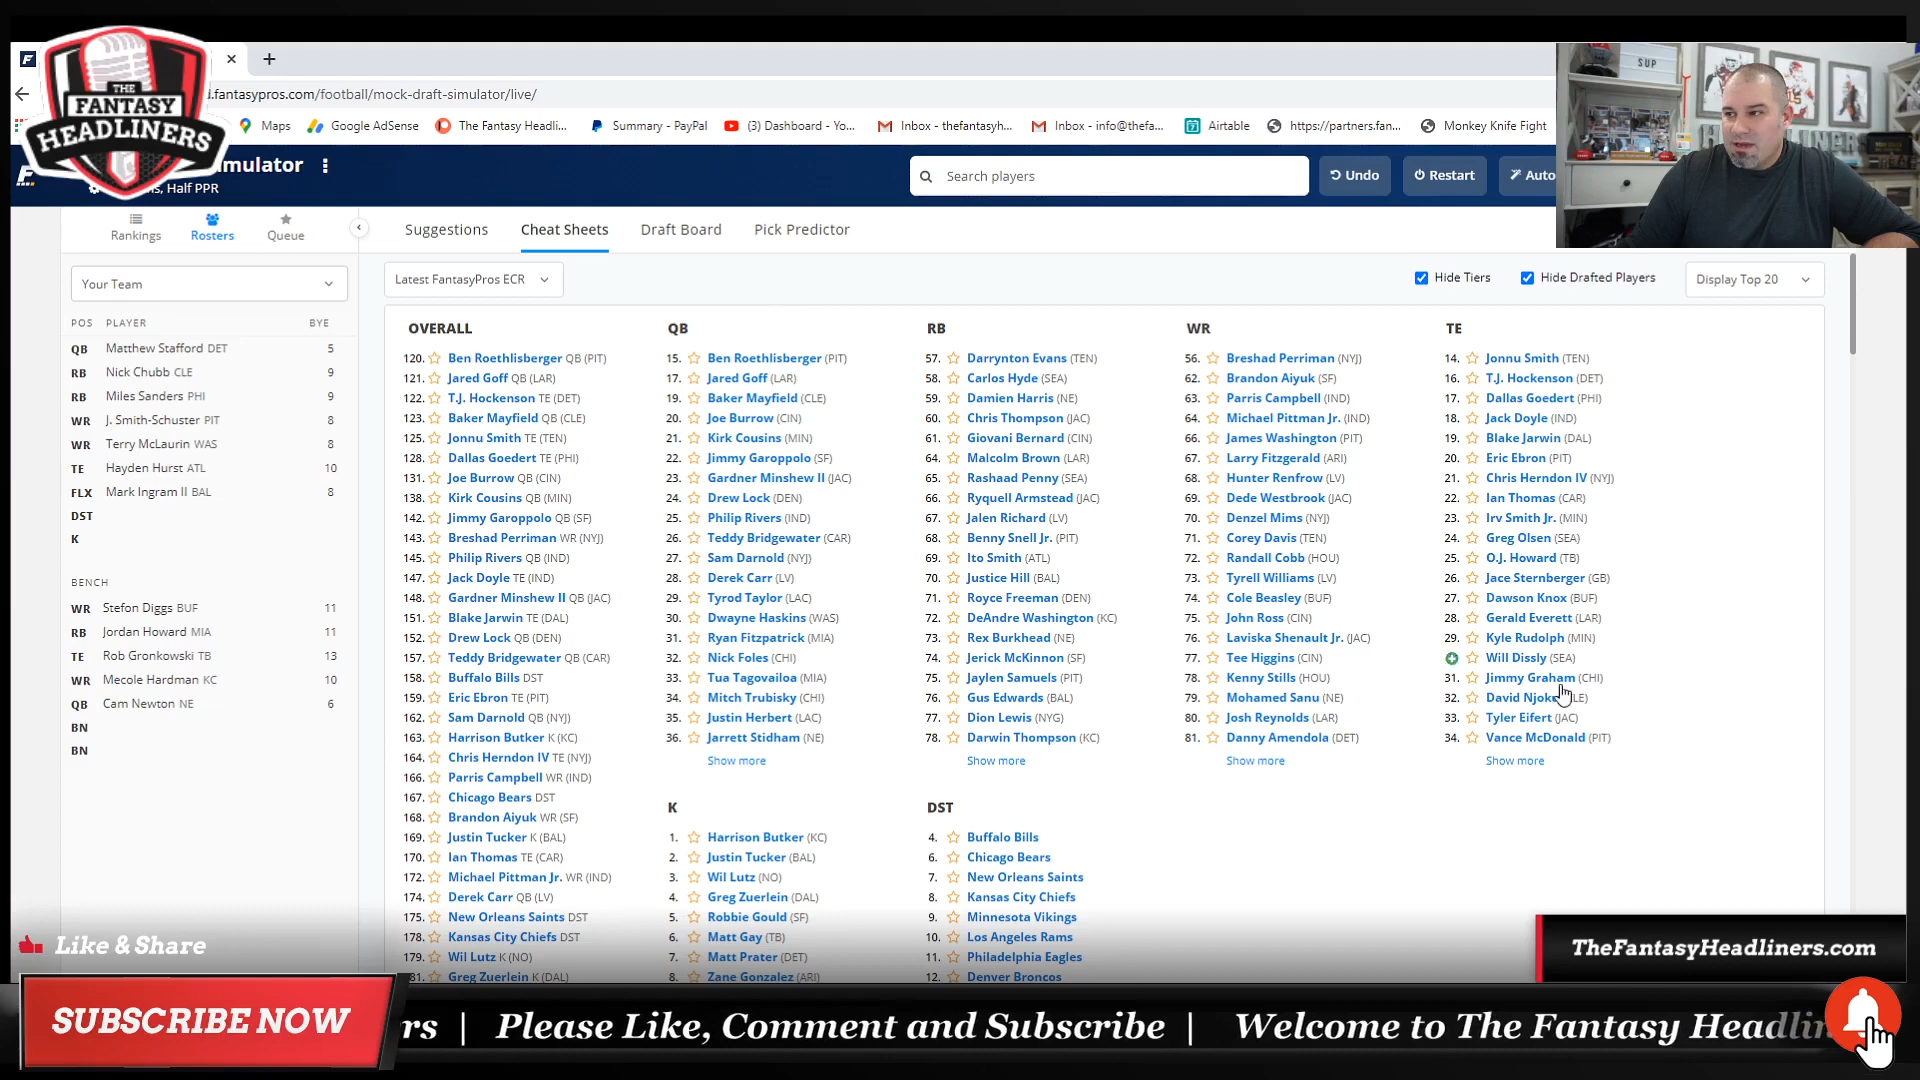 THE
FANTASY
HEADLINERS
.fantasypros.com/football/mock-draft-simulator/live/
Maps
Google AdSense
The Fantasy Headli...
Summary - PayPal
(3) Dashboard - Yo...
Inbox - thefantasyh...
Inbox - info@thefa...
Airtable
https://partners.fan...
Monkey Knife Fight
SUP
mulator
s, Half PPR
Search players
Undo
Restart
Auto
Rankings
Rosters
Queue
Suggestions
Cheat Sheets
Draft Board
Pick Predictor
Your Team
Latest FantasyPros ECR
Hide Tiers
Hide Drafted Players
Display Top 20
POS PLAYER BYE
QB Matthew Stafford DET 5
RB Nick Chubb CLE 9
RB Miles Sanders PHI 9
WR J. Smith-Schuster PIT 8
WR Terry McLaurin WAS 8
TE Hayden Hurst ATL 10
FLX Mark Ingram II BAL 8
DST
K
BENCH
WR Stefon Diggs BUF 11
RB Jordan Howard MIA 11
TE Rob Gronkowski TB 13
WR Mecole Hardman KC 10
QB Cam Newton NE 6
BN
BN
OVERALL
120. Ben Roethlisberger QB (PIT)
121. Jared Goff QB (LAR)
122. T.J. Hockenson TE (DET)
123. Baker Mayfield QB (CLE)
125. Jonnu Smith TE (TEN)
128. Dallas Goedert TE (PHI)
131. Joe Burrow QB (CIN)
138. Kirk Cousins QB (MIN)
142. Jimmy Garoppolo QB (SF)
143. Breshad Perriman WR (NYJ)
145. Philip Rivers QB (IND)
147. Jack Doyle TE (IND)
148. Gardner Minshew II QB (JAC)
151. Blake Jarwin TE (DAL)
152. Drew Lock QB (DEN)
157. Teddy Bridgewater QB (CAR)
158. Buffalo Bills DST
159. Eric Ebron TE (PIT)
162. Sam Darnold QB (NYJ)
163. Harrison Butker K (KC)
164. Chris Herndon IV TE (NYJ)
166. Parris Campbell WR (IND)
167. Chicago Bears DST
168. Brandon Aiyuk WR (SF)
169. Justin Tucker K (BAL)
170. Ian Thomas TE (CAR)
172. Michael Pittman Jr. WR (IND)
174. Derek Carr QB (LV)
175. New Orleans Saints DST
178. Kansas City Chiefs DST
179. Wil Lutz K (NO)
81. Greg Zuerlein K (DAL)
QB
15. Ben Roethlisberger (PIT)
17. Jared Goff (LAR)
19. Baker Mayfield (CLE)
20. Joe Burrow (CIN)
21. Kirk Cousins (MIN)
22. Jimmy Garoppolo (SF)
23. Gardner Minshew II (JAC)
24. Drew Lock (DEN)
25. Philip Rivers (IND)
26. Teddy Bridgewater (CAR)
27. Sam Darnold (NYJ)
28. Derek Carr (LV)
29. Tyrod Taylor (LAC)
30. Dwayne Haskins (WAS)
31. Ryan Fitzpatrick (MIA)
32. Nick Foles (CHI)
33. Tua Tagovailoa (MIA)
34. Mitch Trubisky (CHI)
35. Justin Herbert (LAC)
36. Jarrett Stidham (NE)
Show more
RB
57. Darrynton Evans (TEN)
58. Carlos Hyde (SEA)
59. Damien Harris (NE)
60. Chris Thompson (JAC)
61. Giovani Bernard (CIN)
64. Malcolm Brown (LAR)
65. Rashaad Penny (SEA)
66. Ryquell Armstead (JAC)
67. Jalen Richard (LV)
68. Benny Snell Jr. (PIT)
69. Ito Smith (ATL)
70. Justice Hill (BAL)
71. Royce Freeman (DEN)
72. DeAndre Washington (KC)
73. Rex Burkhead (NE)
74. Jerick McKinnon (SF)
75. Jaylen Samuels (PIT)
76. Gus Edwards (BAL)
77. Dion Lewis (NYG)
78. Darwin Thompson (KC)
Show more
WR
56. Breshad Perriman (NYJ)
62. Brandon Aiyuk (SF)
63. Parris Campbell (IND)
64. Michael Pittman Jr. (IND)
66. James Washington (PIT)
67. Larry Fitzgerald (ARI)
68. Hunter Renfrow (LV)
69. Dede Westbrook (JAC)
70. Denzel Mims (NYJ)
71. Corey Davis (TEN)
72. Randall Cobb (HOU)
73. Tyrell Williams (LV)
74. Cole Beasley (BUF)
75. John Ross (CIN)
76. Laviska Shenault Jr. (JAC)
77. Tee Higgins (CIN)
78. Kenny Stills (HOU)
79. Mohamed Sanu (NE)
80. Josh Reynolds (LAR)
81. Danny Amendola (DET)
Show more
TE
14. Jonnu Smith (TEN)
16. T.J. Hockenson (DET)
17. Dallas Goedert (PHI)
18. Jack Doyle (IND)
19. Blake Jarwin (DAL)
20. Eric Ebron (PIT)
21. Chris Herndon IV (NYJ)
22. Ian Thomas (CAR)
23. Irv Smith Jr. (MIN)
24. Greg Olsen (SEA)
25. O.J. Howard (TB)
26. Jace Sternberger (GB)
27. Dawson Knox (BUF)
28. Gerald Everett (LAR)
29. Kyle Rudolph (MIN)
Will Dissly (SEA)
31. Jimmy Graham (CHI)
32. David Njok LE)
33. Tyler Eifert (JAC)
34. Vance McDonald (PIT)
Show more
K
1. Harrison Butker (KC)
2. Justin Tucker (BAL)
3. Wil Lutz (NO)
4. Greg Zuerlein (DAL)
5. Robbie Gould (SF)
6. Matt Gay (TB)
7. Matt Prater (DET)
8. Zane Gonzalez (ARI)
DST
4. Buffalo Bills
6. Chicago Bears
7. New Orleans Saints
8. Kansas City Chiefs
9. Minnesota Vikings
10. Los Angeles Rams
11. Philadelphia Eagles
12. Denver Broncos
Like & Share
TheFantasyHeadliners.com
SUBSCRIBE NOW
rs | Please Like, Comment and Subscribe | Welcome to The Fantasy Headlin